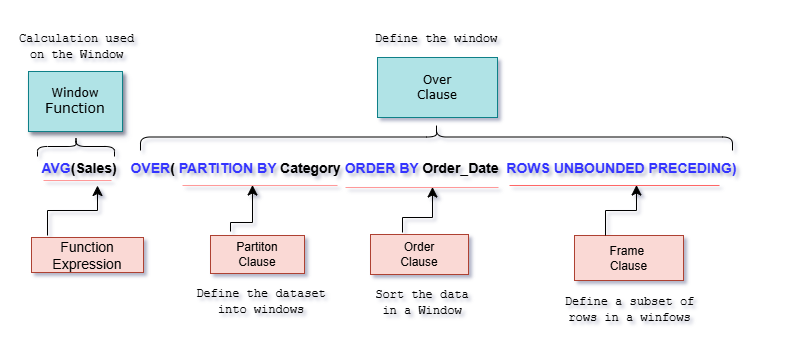 Calculation used
on the Window
Define the window
Window
Function
Over
Clause
AVG(Sales) OVER( PARTITION BY Category ORDER BY Order_Date ROWS UNBOUNDED PRECEDING)
Function
Expression
Partiton
Clause
Order
Clause
Frame
Clause
Define the dataset
into windows
Sort the data
in a Window
Define a subset of
rows in a winfows